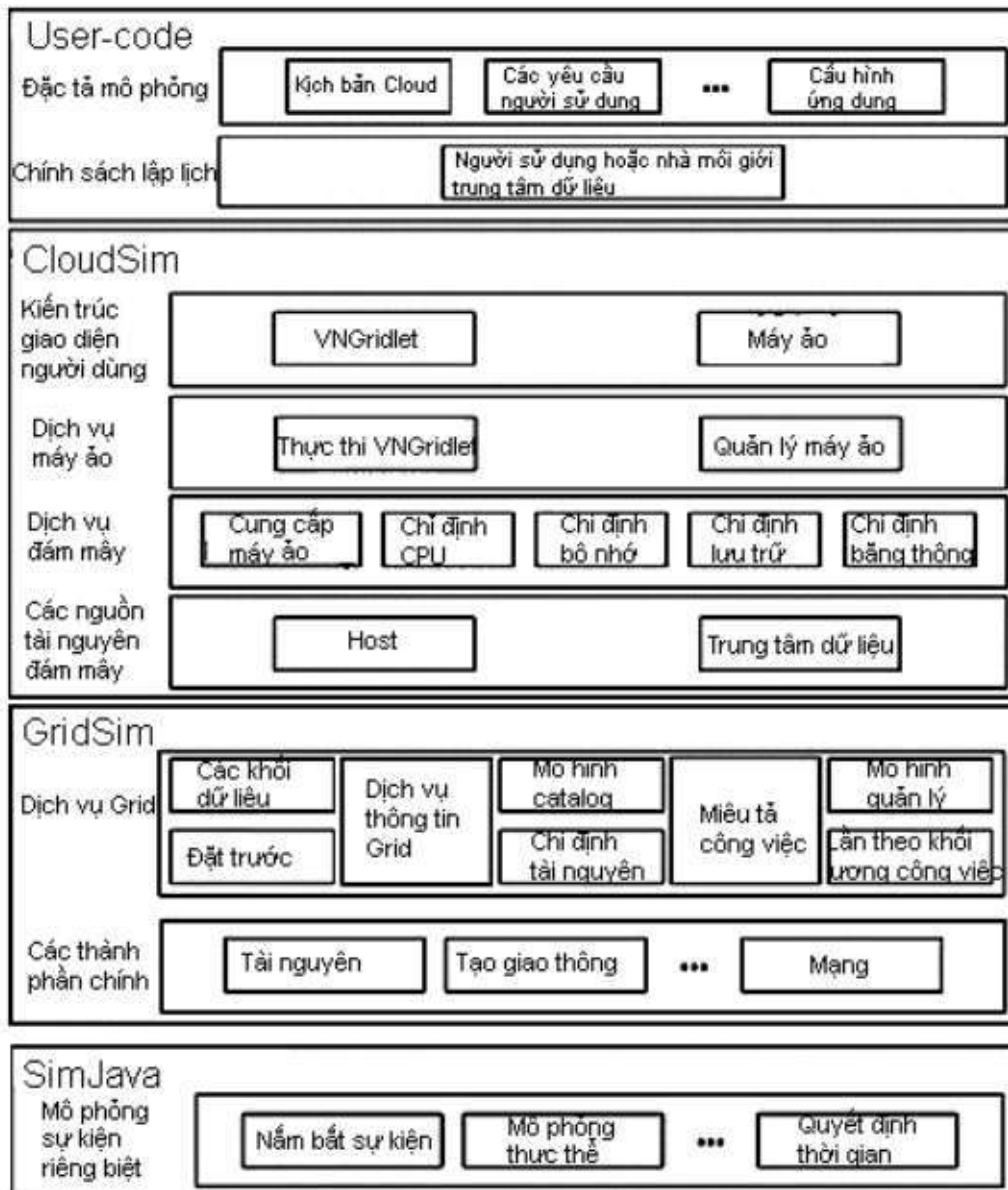 User-code
Đặc tả mô phỏng
Kịch bản Cloud
Các yêu cầu
người sử dung
...
Cấu hình
ứng dung
Chính sách lập lịch
Người sử dụng hoặc nhà môi giới
trung tâm dữ liêu
CloudSim
Kiến trúc
giao diện
người dùng
VNGridlet
Máy ảo
Dịch vụ
máy ảo
Thực thi VNGridlet
Quản lý máy ảo
Dịch vụ
đám mây
Cung cấp
máy ảo
Chỉ định
CPU
Chỉ định
bô nhớ
Chỉ định
lưu trữ
Chỉ định
băng thông
Các nguồn
tài nguyên
đám mây
Host
Trung tâm dữ liệu
GridSim
Dịch vụ Grid
Các khối
dữ liêu
Đặt trước
Dịch vụ
thông tin
Grid
Mô hình
catalog
Chỉ định
tài nguyên
Miêu tả
công việc
Mô hình
quản lý
Lần theo khối
ương công việc
Các thành
phần chính
Tài nguyên
Tạo giao thông
...
Mạng
SimJava
Mô phỏng
sự kiện
riêng biệt
Nắm bắt sự kiện
Mô phỏng
thưc thể
...
Quyết định
thời gian